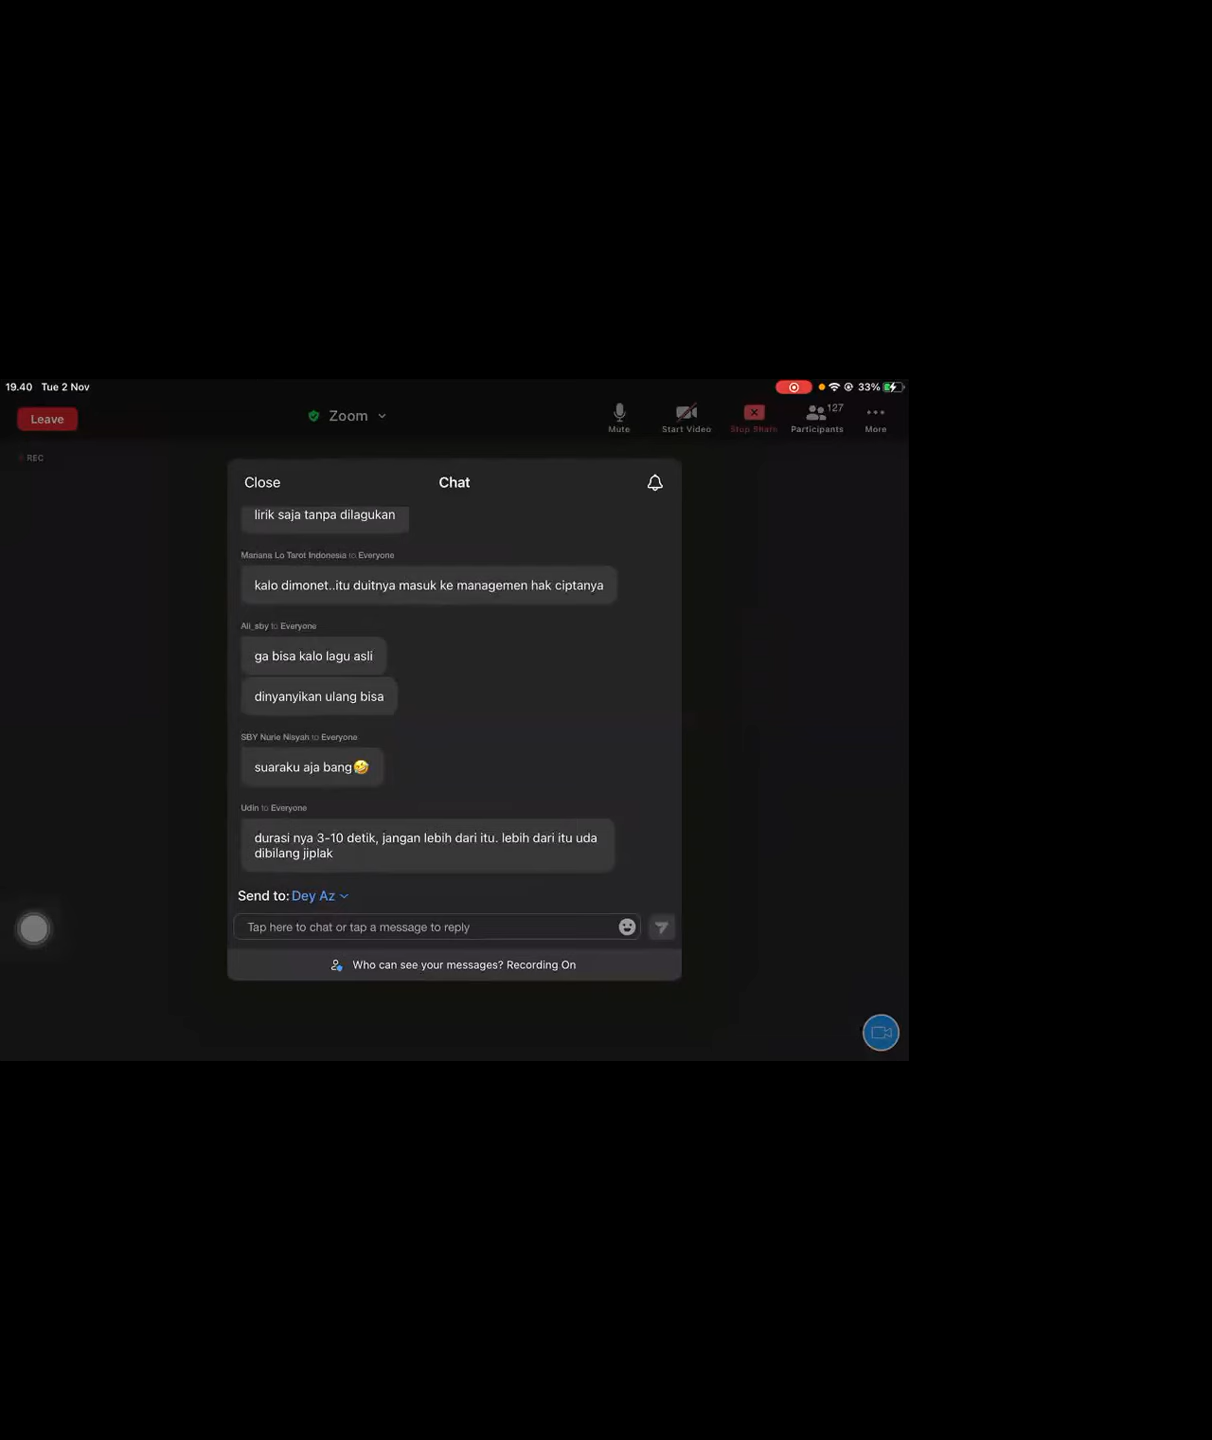 19.40 Tue 2 Nov
33%
Leave
Zoom
Mute
Start Video
Stop Share
Participants
127
More
REC
Close
Chat
lirik saja tanpa dilagukan
Mariana Lo Tarot Indonesia to Everyone
kalo dimonet..itu duitnya masuk ke managemen hak ciptanya
Ali_sby to Everyone
ga bisa kalo lagu asli
dinyanyikan ulang bisa
SBY Nurie Nisyah to Everyone
suaraku aja bang🤣
Udin to Everyone
durasi nya 3-10 detik, jangan lebih dari itu. lebih dari itu uda
dibilang jiplak
Send to: Dey Az
Tap here to chat or tap a message to reply
Who can see your messages? Recording On